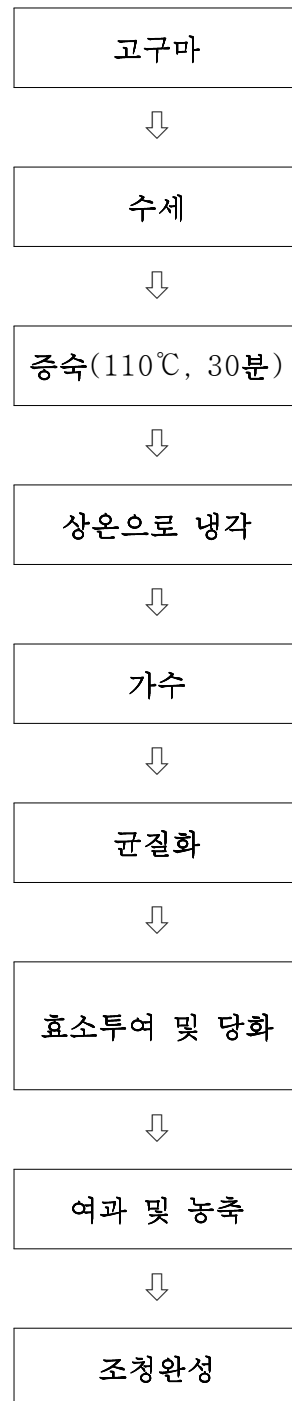 고구마
⇩
수세
⇩
증숙(110℃, 30분)
⇩
상온으로 냉각
⇩
가수
⇩
균질화
⇩
효소투여 및 당화
⇩
여과 및 농축
⇩
조청완성